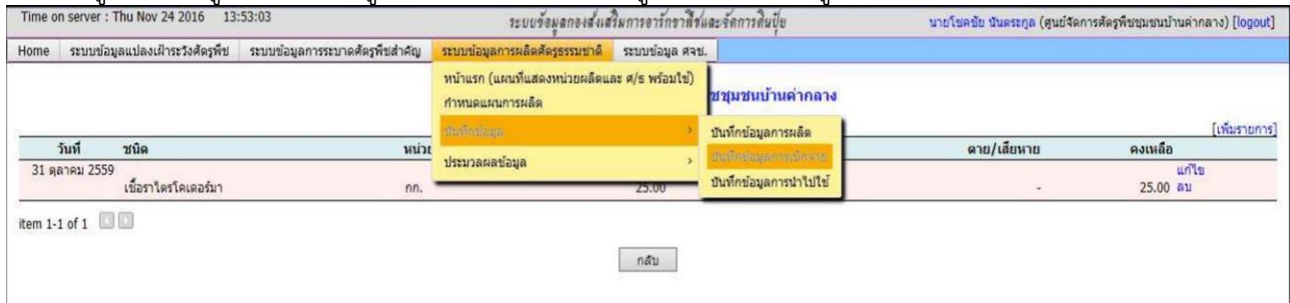 Time on server : Thu Nov 24 2016 13:53:03 ระบบข้อมูลกองส่งเสริมการอารักขาพืชและจัดการดินปุ๋ย นายโชคชัย (ศูนย์จัดการศัตรูพืชชุมชนบ้านค่ากลาง) [logout]
Home ระบบข้อมูลแปลงเฝ้าระวังศัตรูพืช ระบบข้อมูลการระบาดศัตรูพืชสำคัญ ระบบข้อมูลการผลิตศัตรูธรรมชาติ ระบบข้อมูล ศจช.
หน้าแรก (แผนที่แสดงหน่วยผลิตและ ศ/ธ พร้อมใช้)
ชชุมชนบ้านค่ากลาง
กำหนดแผนการผลิต
[เพิ่มรายการ]
บันทึกข้อมูล > บันทึกข้อมูลการผลิต
วันที่ ชนิด หน่วย ตาย/เสียหาย คงเหลือ
ประมวลผลข้อมูล > บันทึกข้อมูลการเบิกจ่าย
31 ตุลาคม 2559 แก้ไข
เชื้อราไตรโคเดอร์มา กก. 25.00 บันทึกข้อมูลการนำไปใช้ - 25.00 ลบ
item 1-1 of 1
กลับ